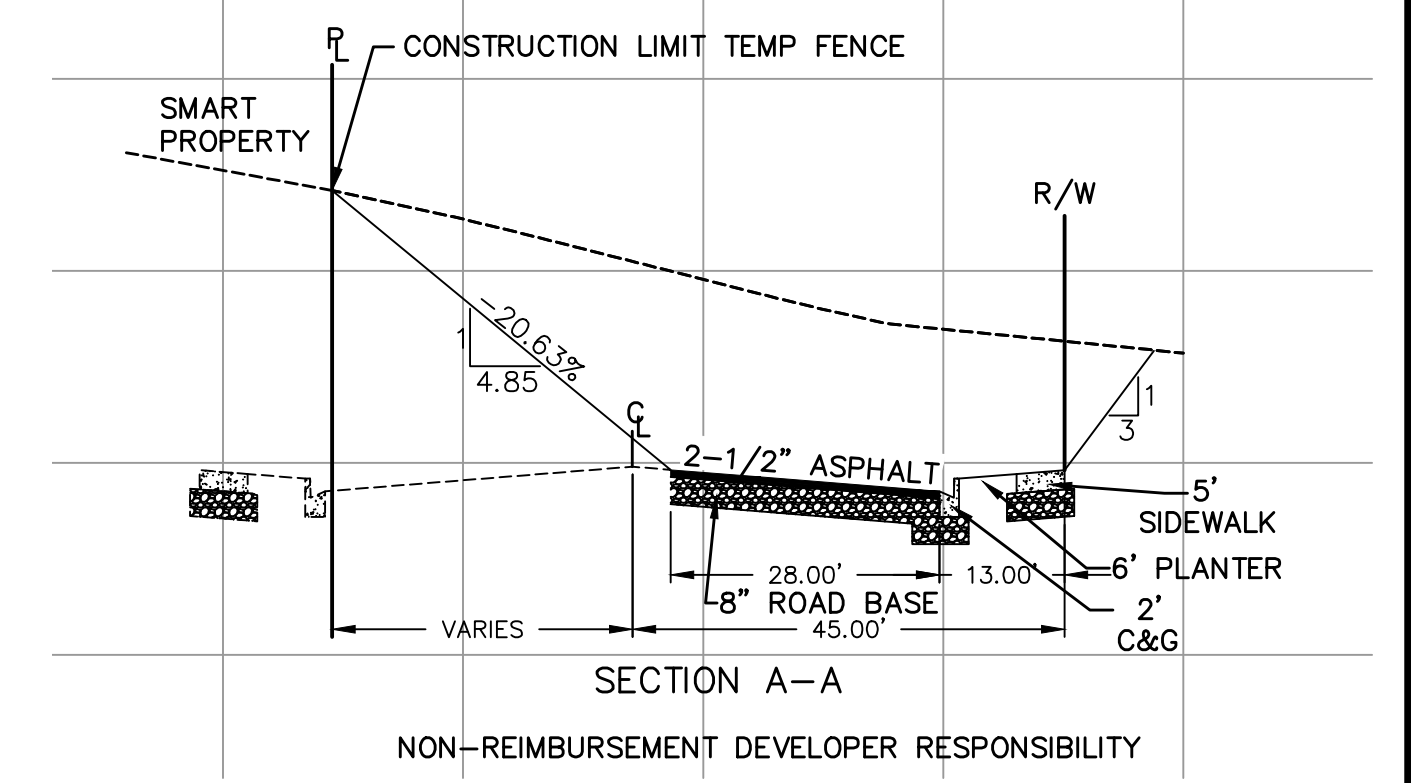 PL
CONSTRUCTION LIMIT TEMP FENCE
SMART
PROPERTY
R/W
-20.63%
1
4.85
1
3
CL
2-1/2” ASPHALT
5’
SIDEWALK
28.00’
13.00’
6’ PLANTER
8” ROAD BASE
2’
C&G
VARIES
45.00’
SECTION A-A
NON-REIMBURSEMENT DEVELOPER RESPONSIBILITY